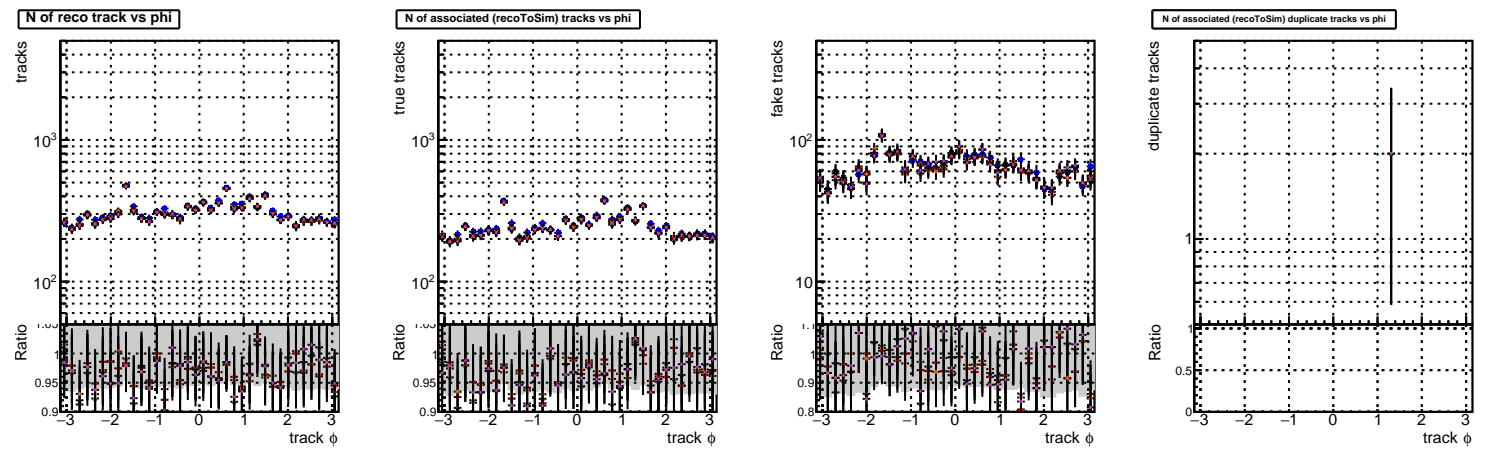 N of reco track vs phi
tracks
10³
10²
Ratio
1
0.95
0.9
−3 −2 −1 0 1 2 3
track ϕ
N of associated (recoToSim) tracks vs phi
true tracks
10³
10²
Ratio
1
0.95
0.9
−3 −2 −1 0 1 2 3
track ϕ
fake tracks
10²
10
Ratio
1
0.9
0.8
−3 −2 −1 0 1 2 3
track ϕ
N of associated (recoToSim) duplicate tracks vs phi
duplicate tracks
1
Ratio
1
0.5
0
−3 −2 −1 0 1 2 3
track ϕ